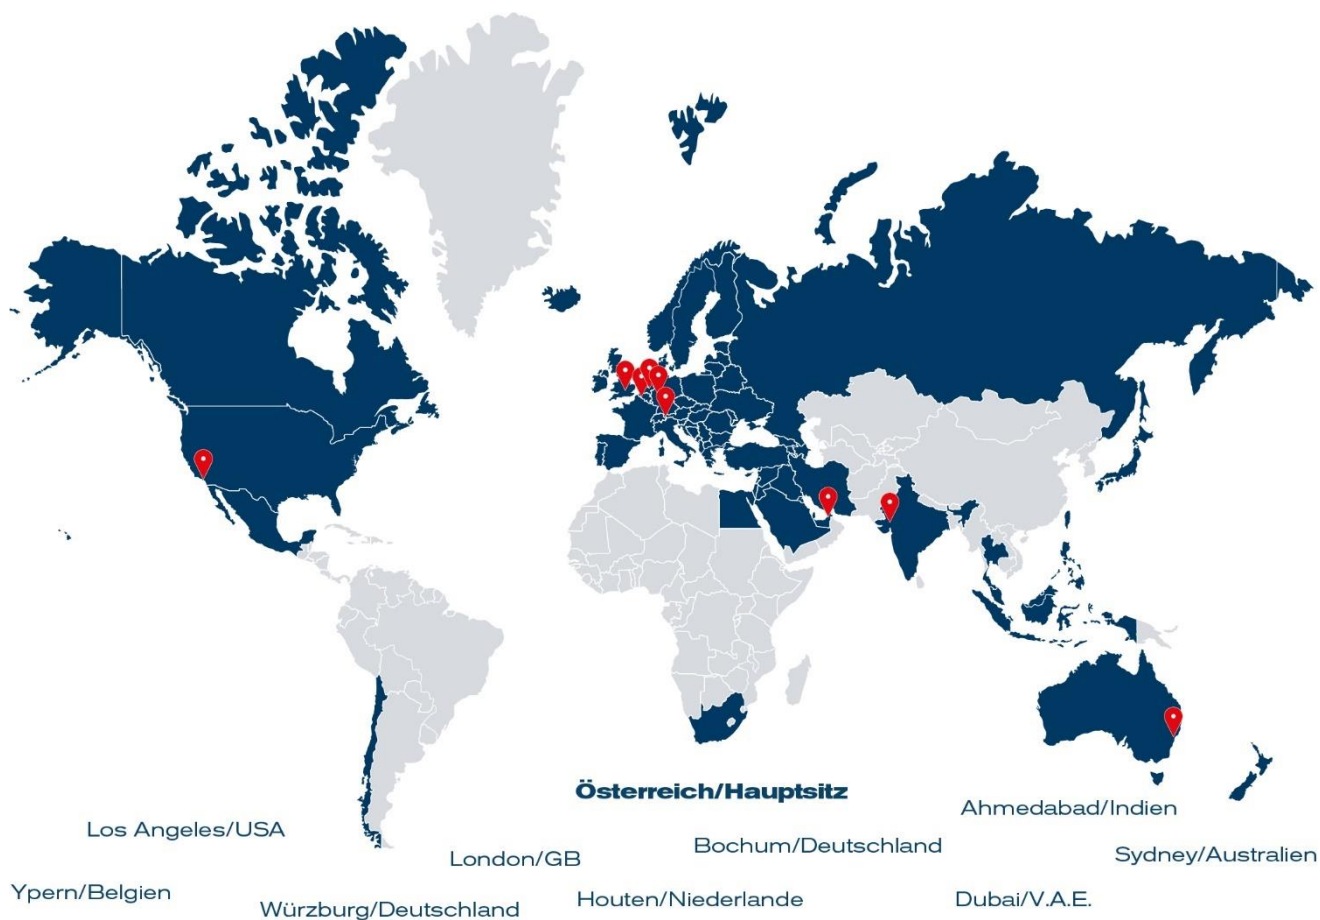 Österreich/Hauptsitz
Ahmedabad/Indien
Los Angeles/USA
Bochum/Deutschland
London/GB
Sydney/Australien
Ypern/Belgien
Houten/Niederlande
Dubai/V.A.E.
Würzburg/Deutschland